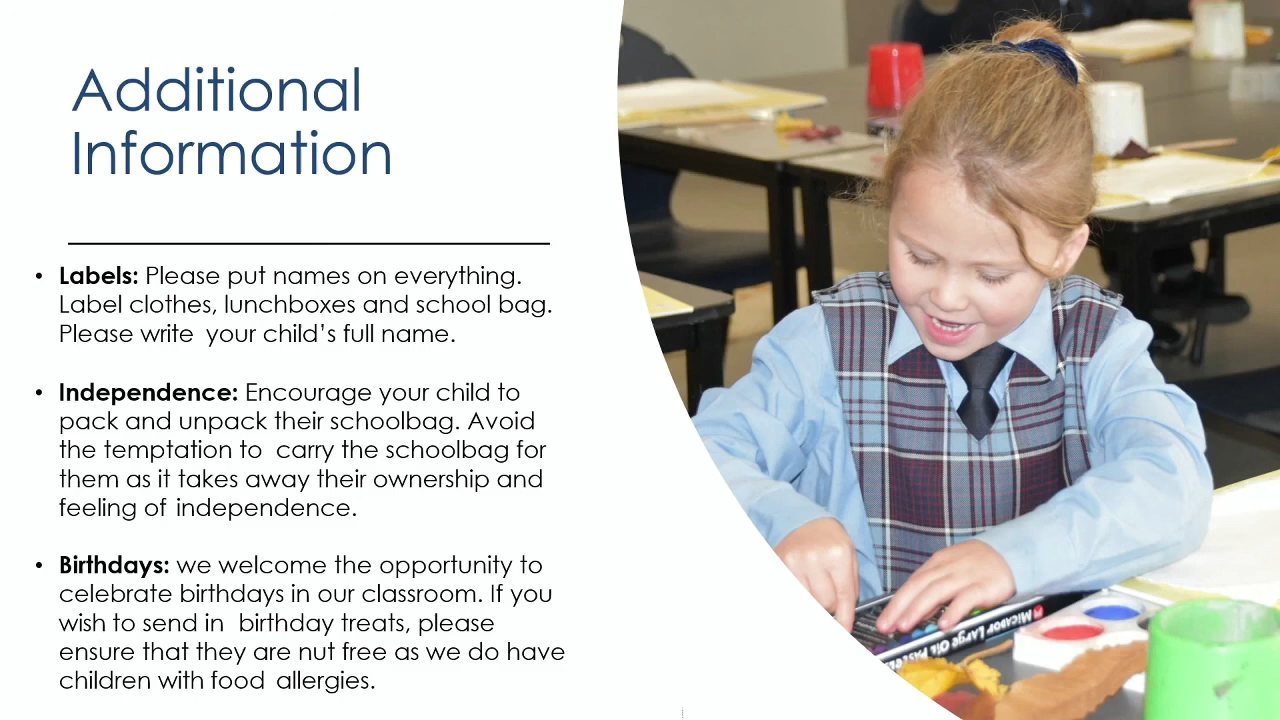 Additional
Information
• Labels: Please put names on everything.
Label clothes, lunchboxes and school bag.
Please write your child’s full name.
• Independence: Encourage your child to
pack and unpack their schoolbag. Avoid
the temptation to carry the schoolbag for
them as it takes away their ownership and
feeling of independence.
• Birthdays: we welcome the opportunity to
celebrate birthdays in our classroom. If you
wish to send in birthday treats, please
ensure that they are nut free as we do have
children with food allergies.
Micador Large Oil Pastels